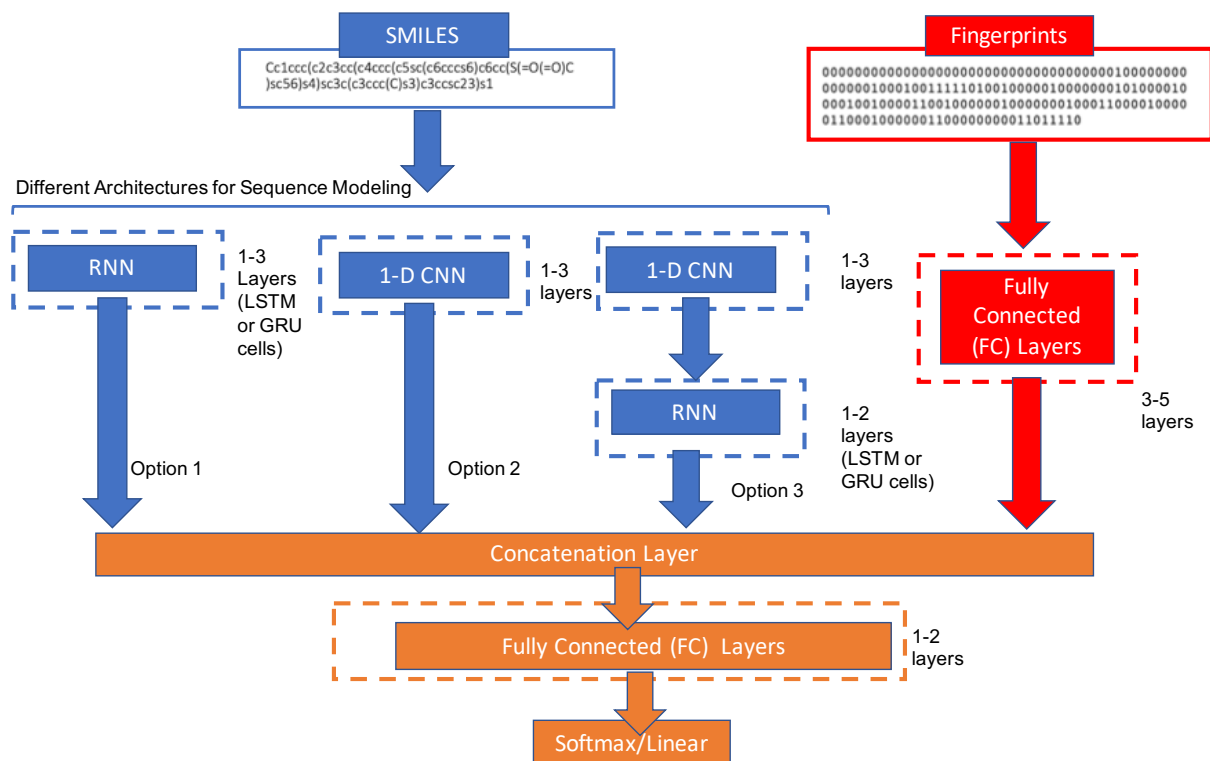 SMILES
Cc1ccc(c2c3cc(c4ccc(c5sc(c6cccs6)c6cc(S(=O(=O)C
)sc56)s4)sc3c(c3ccc(C)s3)c3ccsc23)s1
Fingerprints
000000000000000000000000000000000000100000000
000000100010011111010010000010000000010100010
000100100001100100000010000000100011000010000
01100010000001100000000011011110
Different Architectures for Sequence Modeling
RNN
1-3
Layers
(LSTM
or GRU
cells)
Option 1
1-D CNN
1-3
layers
Option 2
1-D CNN
1-3
layers
RNN
1-2
layers
(LSTM or
GRU cells)
Option 3
Fully
Connected
(FC) Layers
3-5
layers
Concatenation Layer
Fully Connected (FC) Layers
1-2
layers
Softmax/Linear